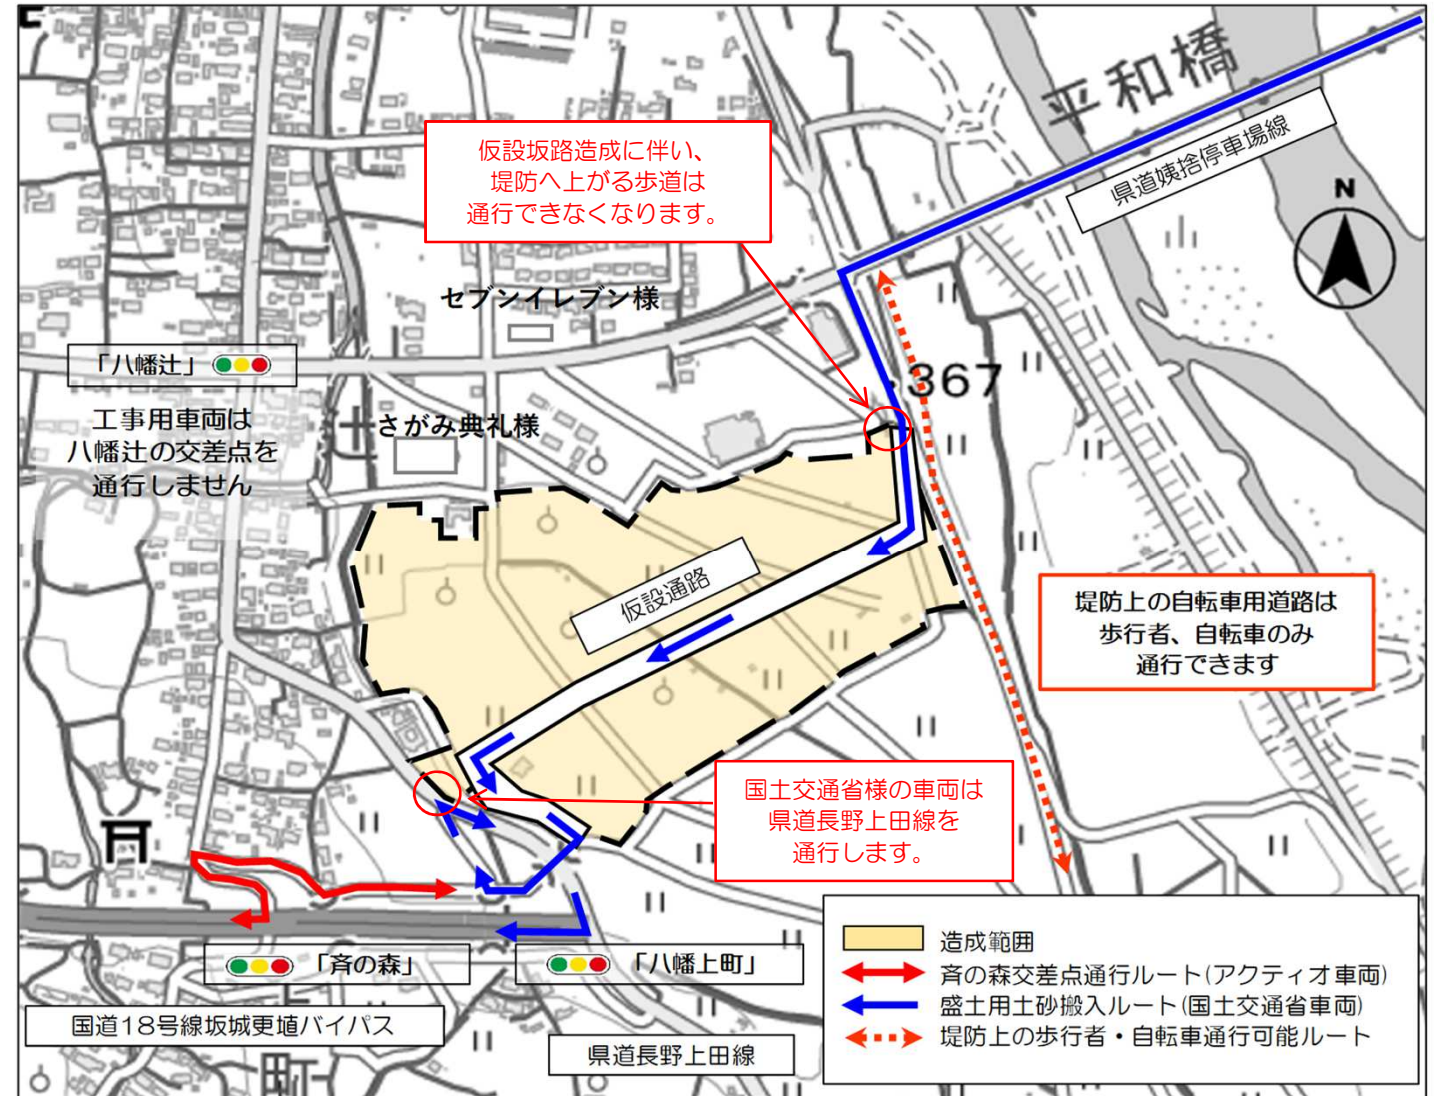 平和橋
県道姨捨停車場線
N
仮設坂路造成に伴い、
堤防へ上がる歩道は
通行できなくなります。
セブンイレブン様
「八幡辻」
工事用車両は
八幡辻の交差点を
通行しません
さがみ典礼様
367
仮設通路
堤防上の自転車用道路は
歩行者、自転車のみ
通行できます
国土交通省様の車両は
県道長野上田線を
通行します。
「斉の森」
「八幡上町」
国道18号線坂城更埴バイパス
県道長野上田線
町
造成範囲
斉の森交差点通行ルート(アクティオ車両)
盛土用土砂搬入ルート(国土交通省車両)
堤防上の歩行者・自転車通行可能ルート